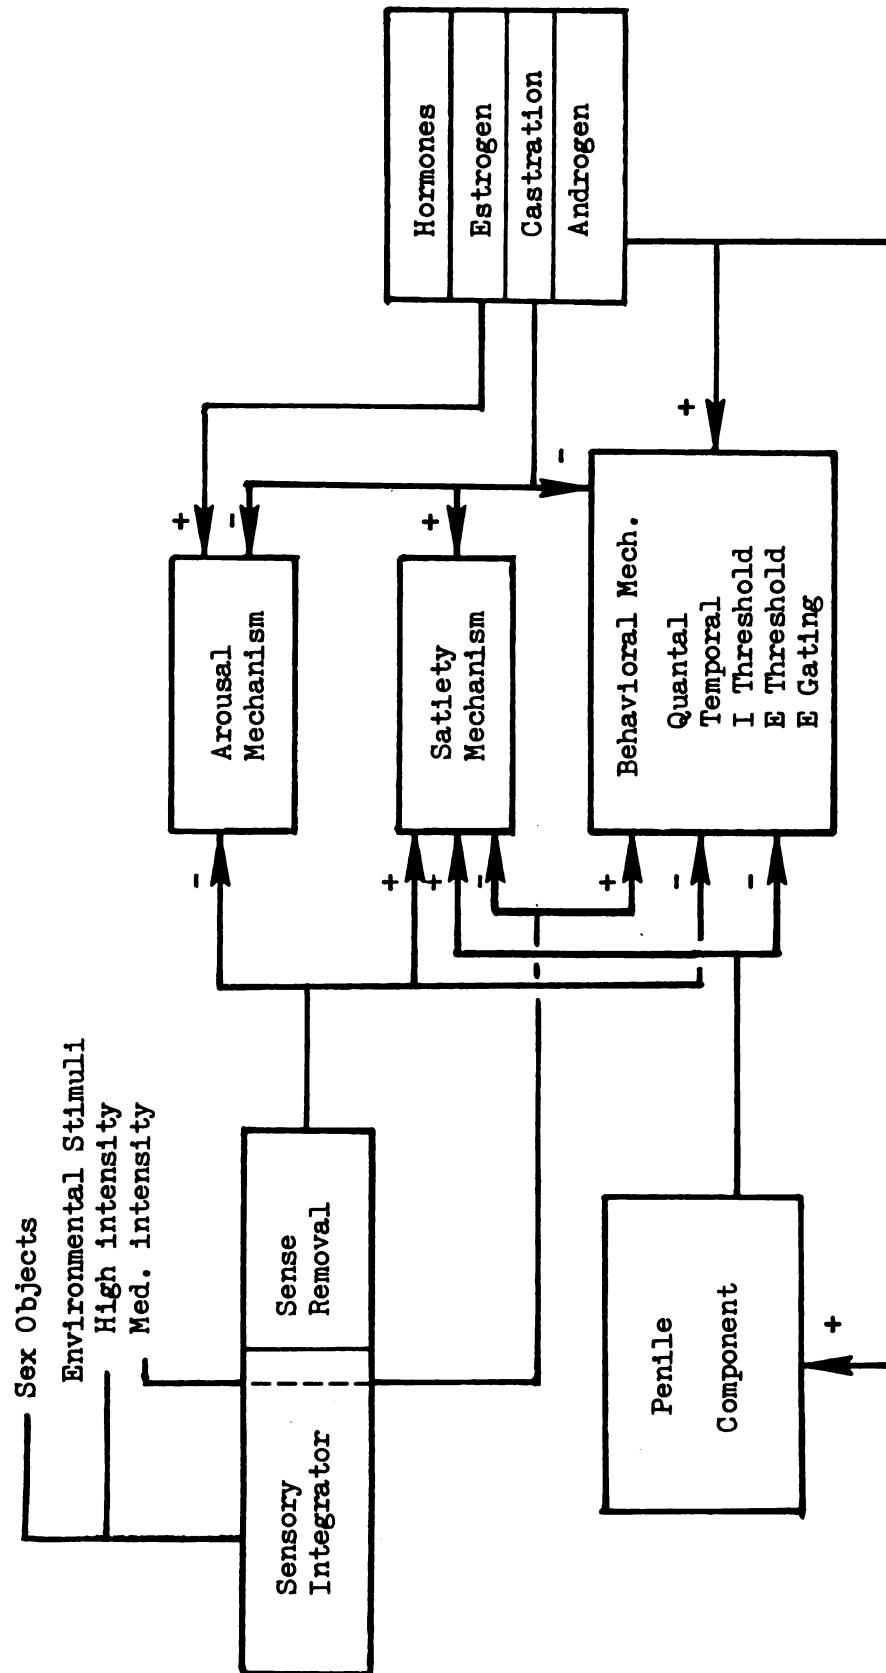 Sex Objects
Environmental Stimuli
High intensity
Med. intensity
Sensory
Integrator
Sense
Removal
Penile
Component
+
-
+
+
-
+
-
-
Arousal
Mechanism
Satiety
Mechanism
Behavioral Mech.
Quantal
Temporal
I Threshold
E Threshold
E Gating
+
-
+
-
+
Hormones
Estrogen
Castration
Androgen